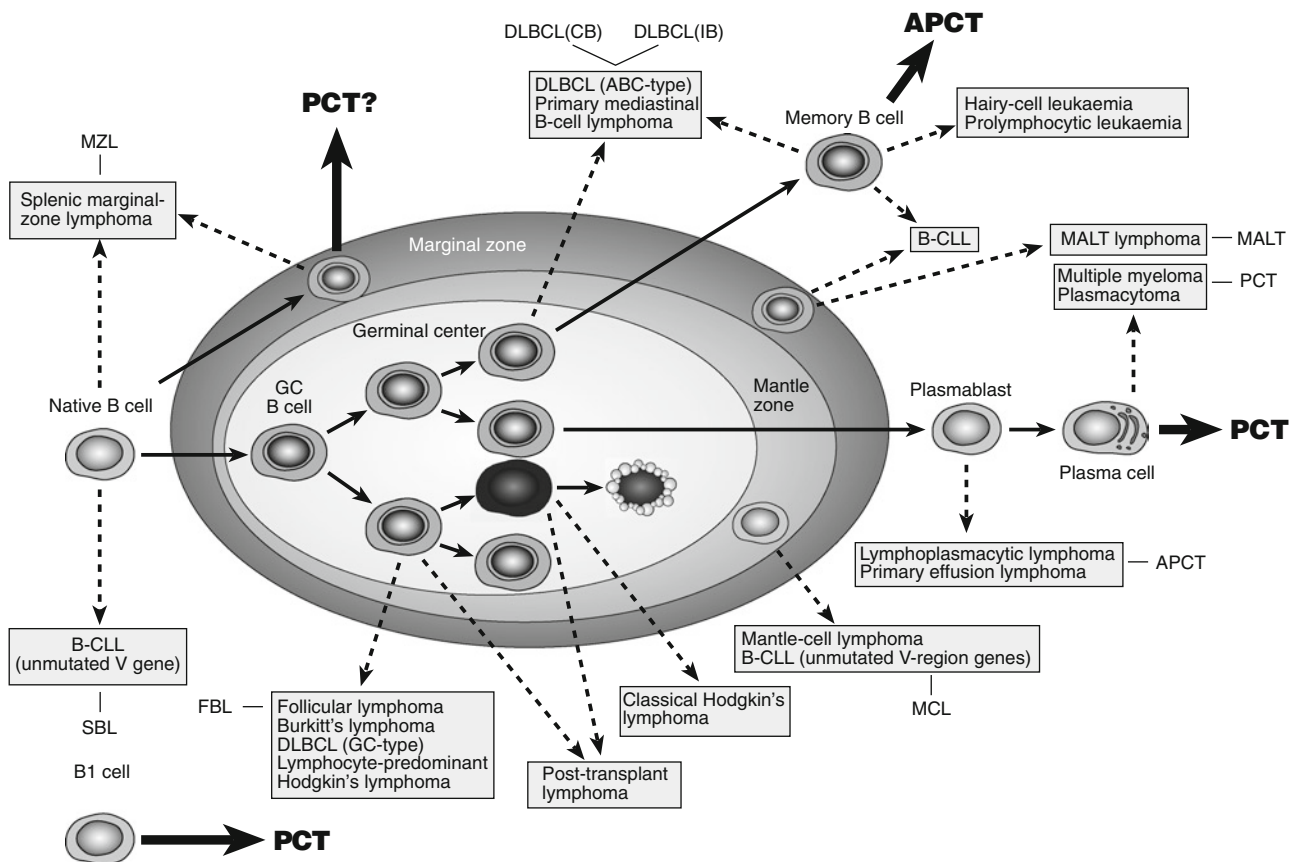 DLBCL(CB)
DLBCL(IB)
APCT
DLBCL (ABC-type)
Primary mediastinal
B-cell lymphoma
Memory B cell
Hairy-cell leukaemia
Prolymphocytic leukaemia
PCT?
MZL
Splenic marginal-
zone lymphoma
Marginal zone
B-CLL
MALT lymphoma
MALT
Multiple myeloma
Plasmacytoma
PCT
Germinal center
GC
B cell
Mantle
zone
Native B cell
Plasmablast
Plasma cell
PCT
Lymphoplasmacytic lymphoma
Primary effusion lymphoma
APCT
B-CLL
(unmutated V gene)
SBL
Mantle-cell lymphoma
B-CLL (unmutated V-region genes)
MCL
FBL
Follicular lymphoma
Burkitt's lymphoma
DLBCL (GC-type)
Lymphocyte-predominant
Hodgkin's lymphoma
Classical Hodgkin's
lymphoma
Post-transplant
lymphoma
B1 cell
PCT